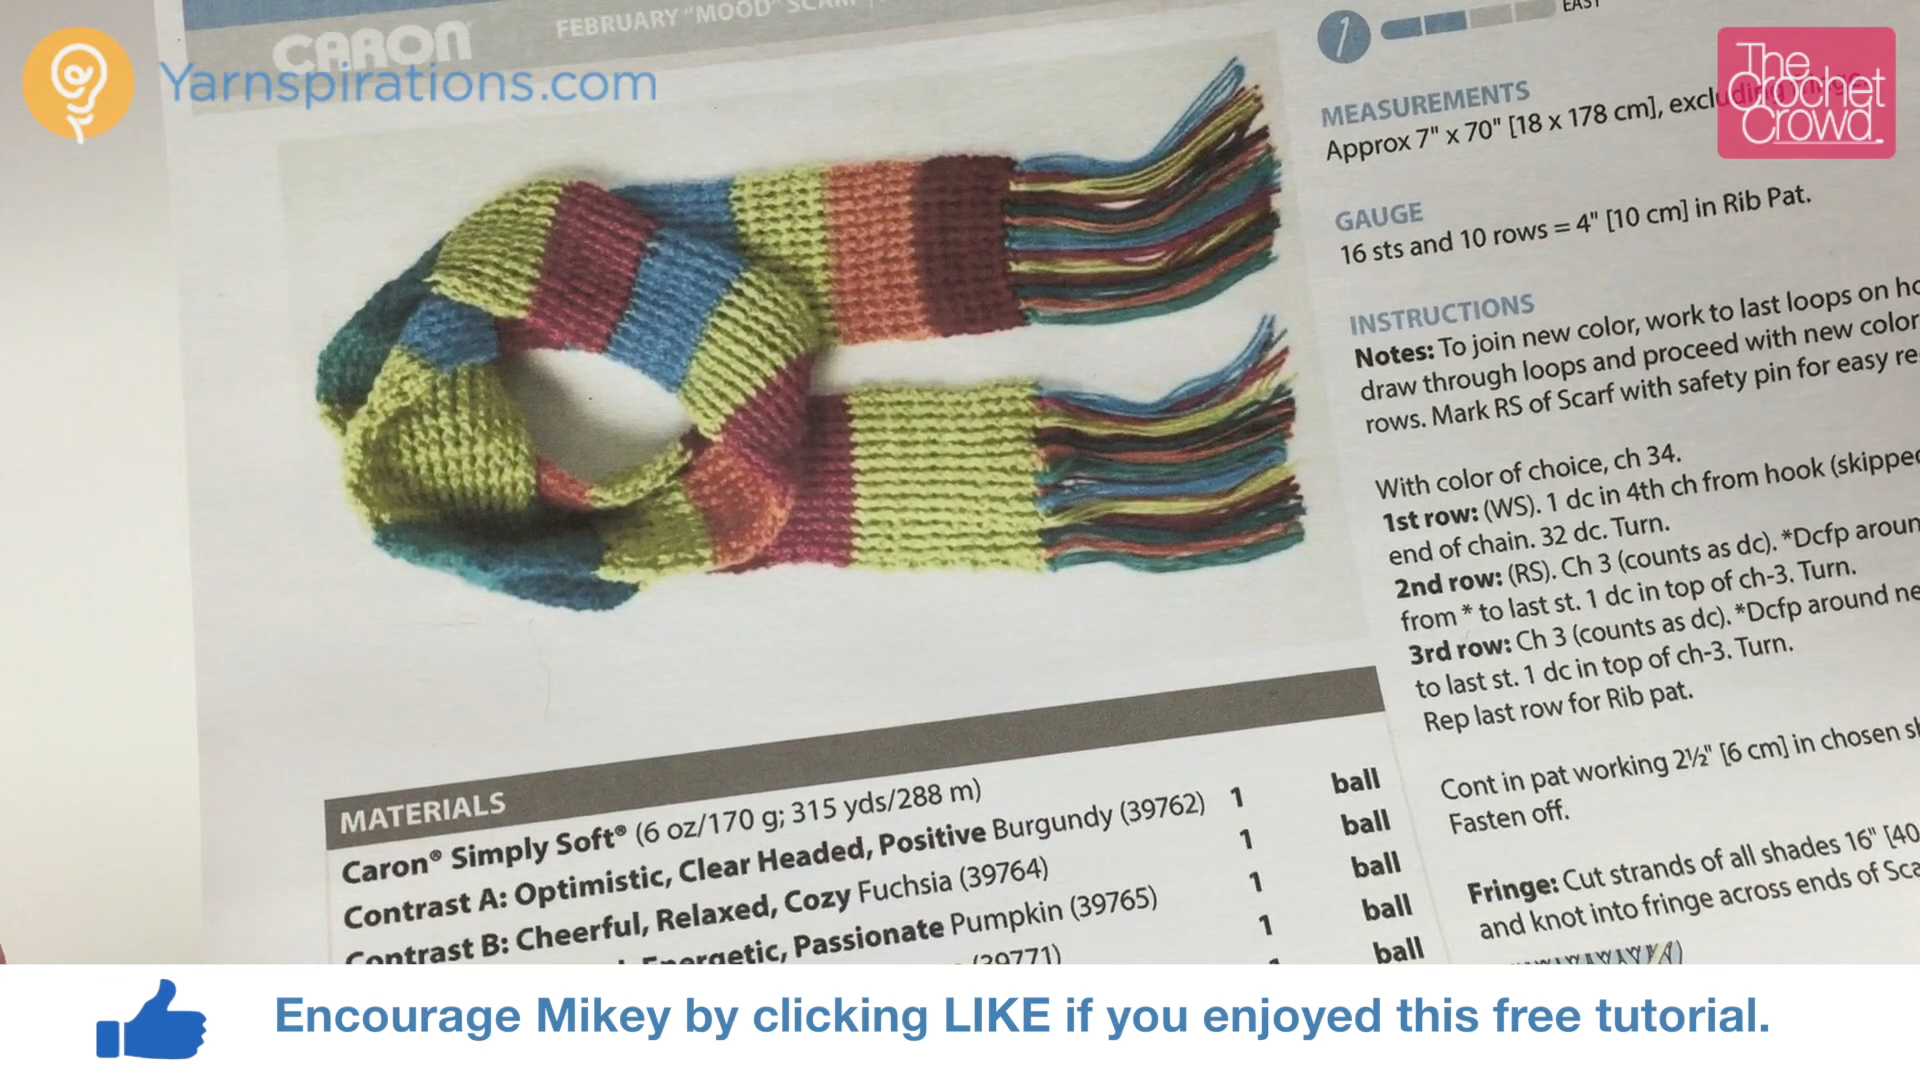 CARON
FEBRUARY "MOOD" SCARF
Yarnspirations.com
The
Crochet
Crowd
1
EASY
MEASUREMENTS
Approx 7" x 70" [18 x 178 cm], excluding fringe
GAUGE
16 sts and 10 rows = 4" [10 cm] in Rib Pat.
INSTRUCTIONS
Notes: To join new color, work to last loops on
draw through loops and proceed with new color
rows. Mark RS of Scarf with safety pin for easy
With color of choice, ch 34.
1st row: (WS). 1 dc in 4th ch from hook (skipped
end of chain. 32 dc. Turn.
2nd row: (RS). Ch 3 (counts as dc). *Dcfp
from * to last st. 1 dc in top of ch-3. Turn.
3rd row: Ch 3 (counts as dc). *Dcfp around
to last st. 1 dc in top of ch-3. Turn.
Rep last row for Rib pat.
Cont in pat working 2½" [6 cm] in chosen
Fasten off.
Fringe: Cut strands of all shades 16"
and knot into fringe across ends of
MATERIALS
Caron® Simply Soft® (6 oz/170 g; 315 yds/288 m)
Contrast A: Optimistic, Clear Headed, Positive Burgundy (39762) 1 ball
Contrast B: Cheerful, Relaxed, Cozy Fuchsia (39764) 1 ball
Energetic, Passionate Pumpkin (39765) 1 ball
(39771) 1 ball
ball
Encourage Mikey by clicking LIKE if you enjoyed this free tutorial.